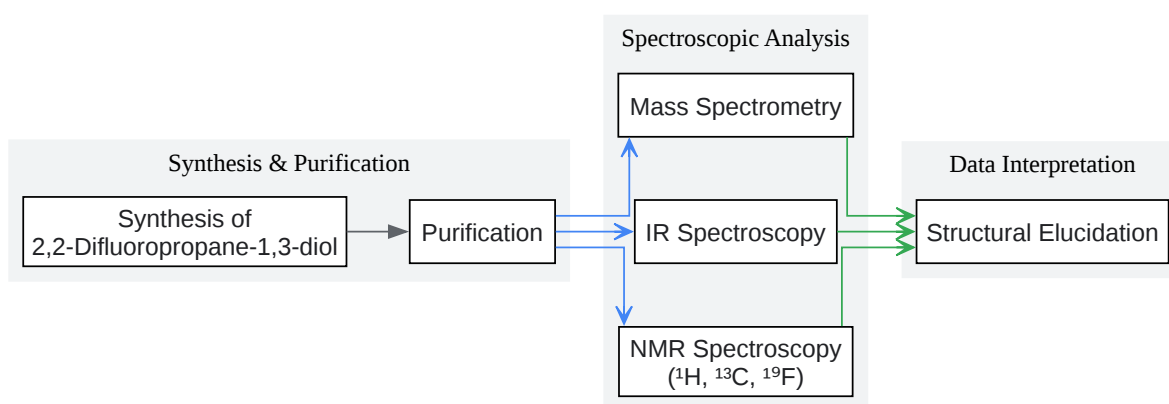 Spectroscopic Analysis
Mass Spectrometry
Synthesis & Purification
Data Interpretation
Synthesis of
2,2-Difluoropropane-1,3-diol
Purification
IR Spectroscopy
Structural Elucidation
NMR Spectroscopy
(¹H, ¹³C, ¹⁹F)